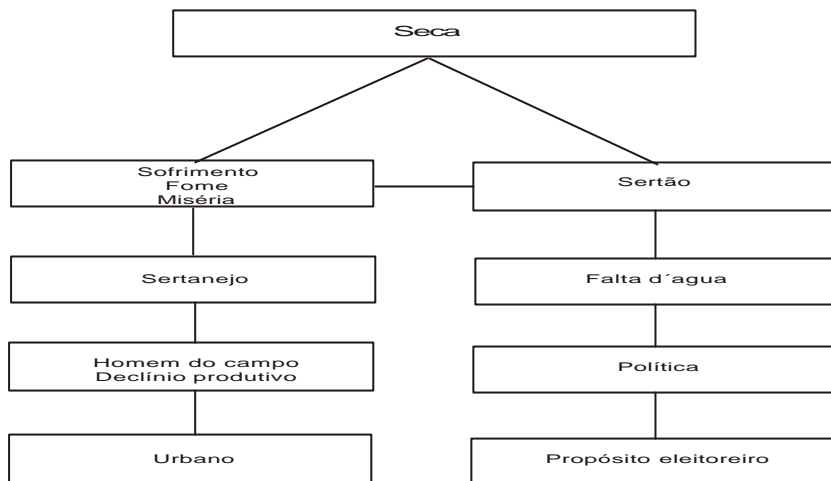 Seca
Sofrimento
Fome
Miséria
Sertão
Sertanejo
Falta d´agua
Homem do campo
Declínio produtivo
Política
Urbano
Propósito eleitoreiro